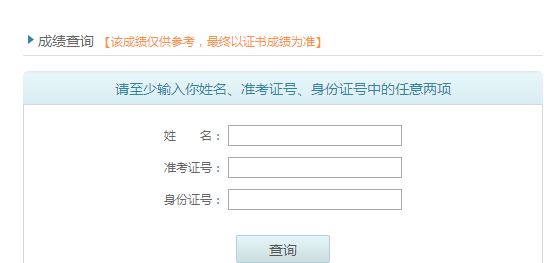 成绩查询 【该成绩仅供参考，最终以证书成绩为准】
请至少输入你姓名、准考证号、身份证号中的任意两项
姓　　名：
准考证号：
身份证号：
查询